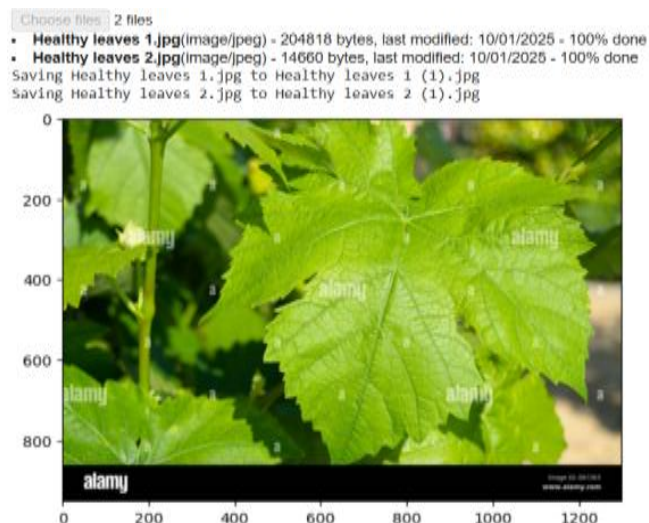 Choose files 2 files
Healthy leaves 1.jpg(image/jpeg) - 204818 bytes, last modified: 10/01/2025 - 100% done
Healthy leaves 2.jpg(image/jpeg) - 14660 bytes, last modified: 10/01/2025 - 100% done
Saving Healthy leaves 1.jpg to Healthy leaves 1 (1).jpg
Saving Healthy leaves 2.jpg to Healthy leaves 2 (1).jpg
0
200
a a a a
alamy alamy
400
a alamy a a
600
alamy a a alamy a
800
a a
alamy
www.alamy.com
0 200 400 600 800 1000 1200